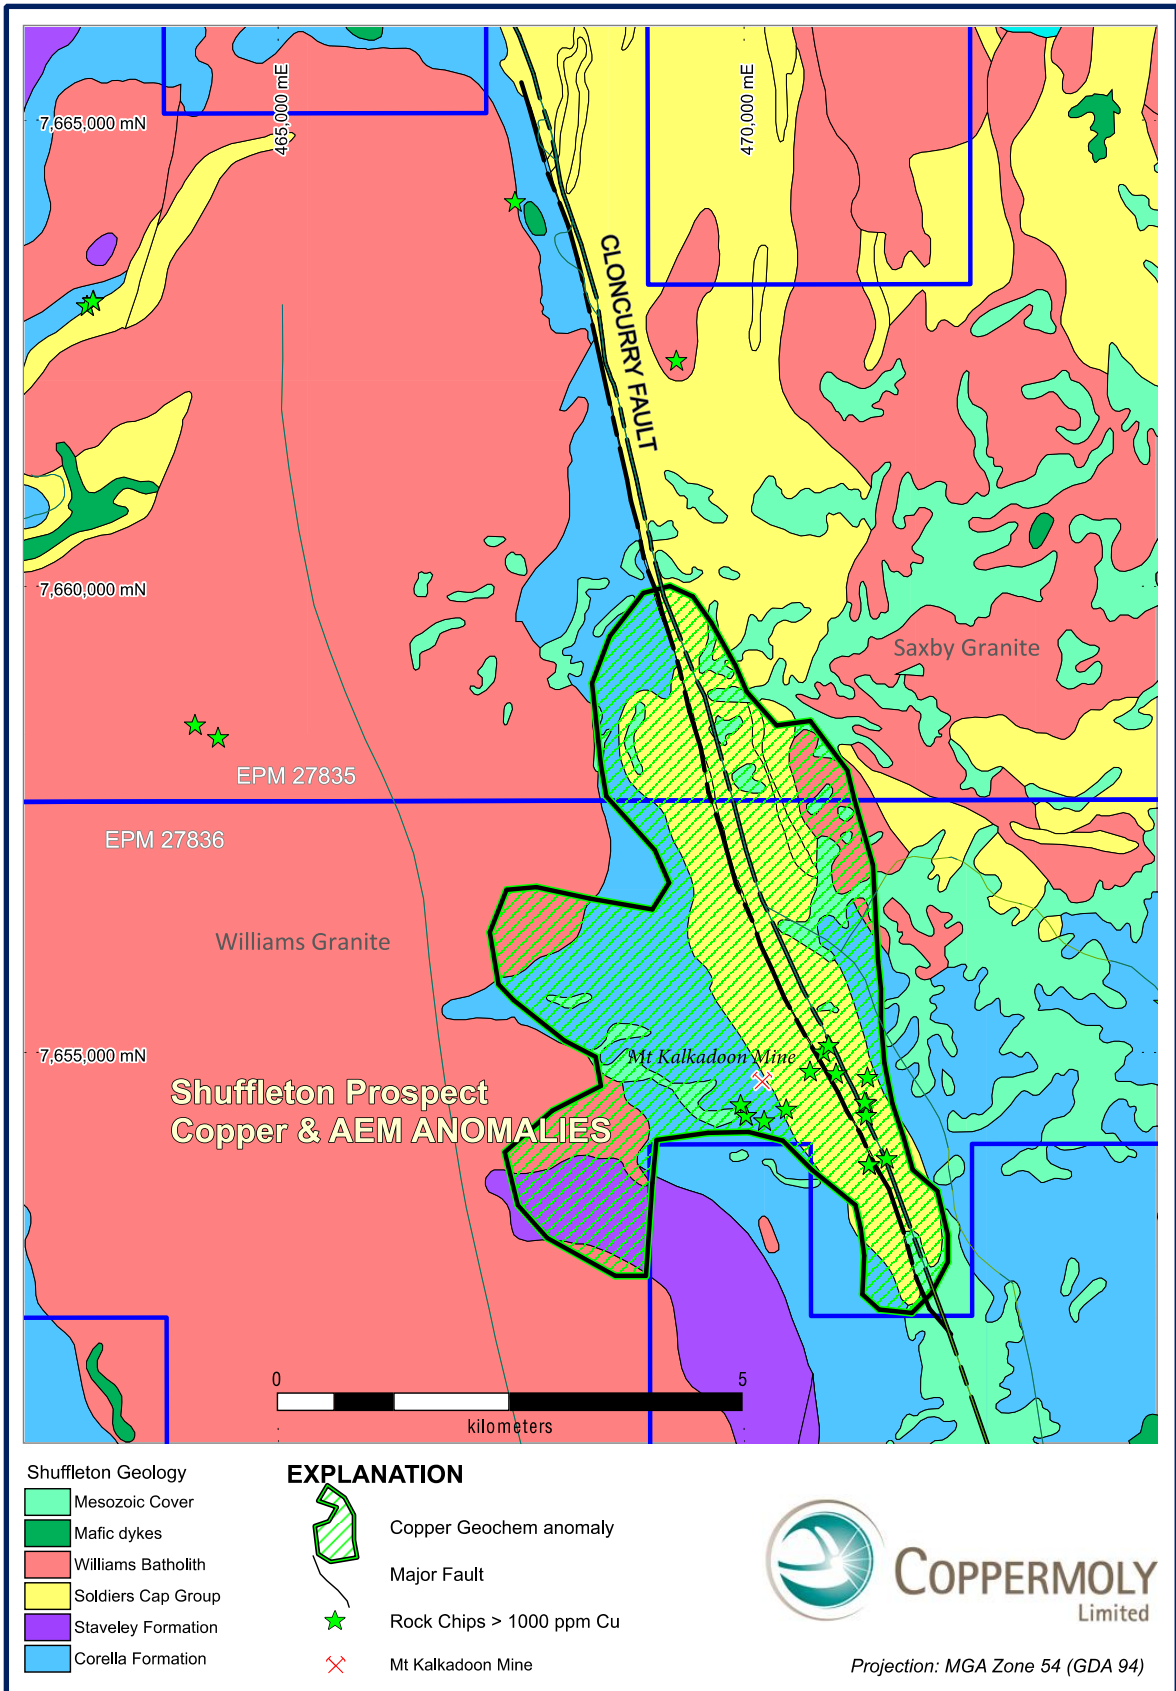 465,000 mE
470,000 mE
7,665,000 mN
CLONCURRY FAULT
7,660,000 mN
Saxby Granite
EPM 27835
EPM 27836
Williams Granite
7,655,000 mN
Mt Kalkadoon Mine
Shuffleton Prospect
Copper & AEM ANOMALIES
0
5
kilometers
Shuffleton Geology
Mesozoic Cover
Mafic dykes
Williams Batholith
Soldiers Cap Group
Staveley Formation
Corella Formation
EXPLANATION
Copper Geochem anomaly
Major Fault
Rock Chips > 1000 ppm Cu
Mt Kalkadoon Mine
COPPERMOLY
Limited
Projection: MGA Zone 54 (GDA 94)